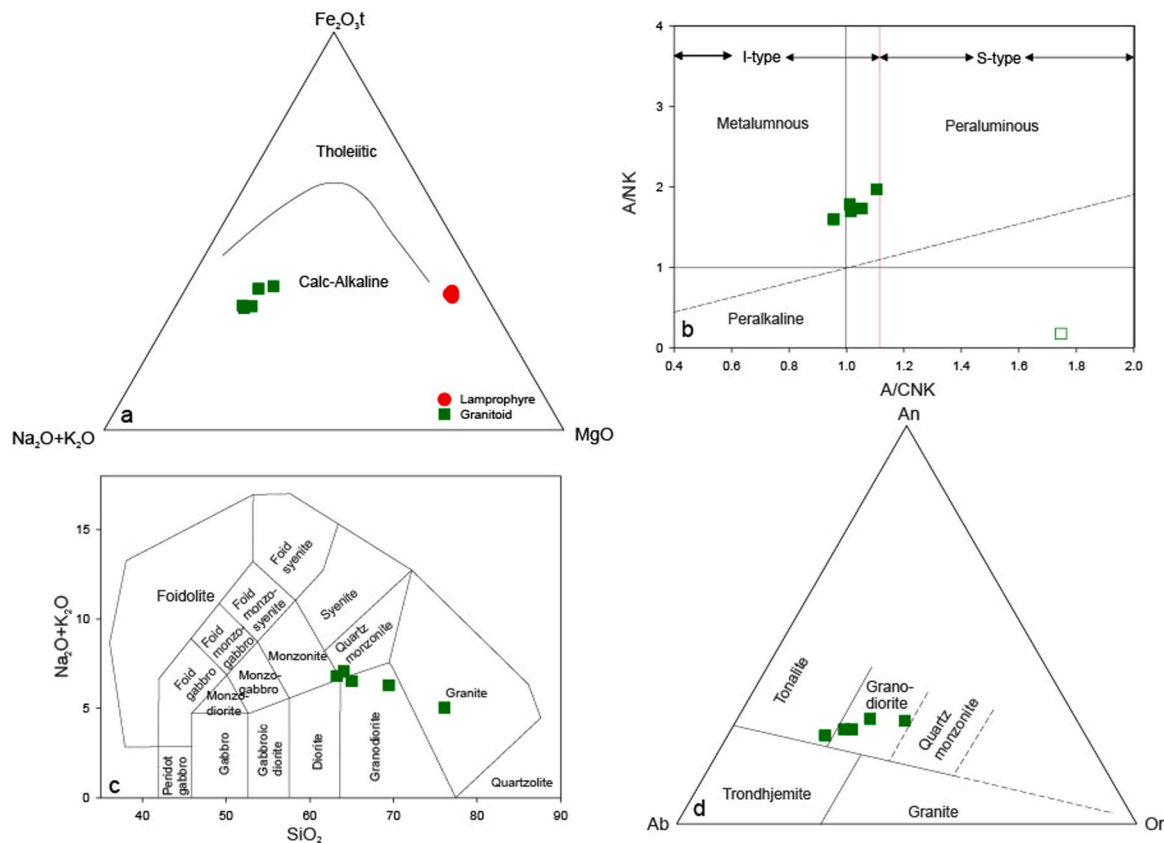 Fe₂O₃t
Tholeiitic
Calc-Alkaline
Lamprophyre
Granitoid
a
Na₂O+K₂O
MgO
4
3
2
1
0
A/NK
I-type
S-type
Metalumnous
Peraluminous
Peralkaline
b
0.4
0.6
0.8
1.0
1.2
1.4
1.6
1.8
2.0
A/CNK
15
10
5
0
Na₂O+K₂O
Foidolite
Foid
syenite
Foid
monzo-
syenite
Foid
monzo-
gabbro
Foid
gabbro
Syenite
Quartz
monzonite
Monzonite
Monzo-
gabbro
Monzo-
diorite
Granite
Peridot
gabbro
Gabbro
Gabbroic
diorite
Diorite
Granodiorite
Quartzolite
c
40
50
60
70
80
90
SiO₂
An
Tonalite
Grano-
diorite
Quartz
monzonite
Trondhjemite
Granite
d
Ab
Or